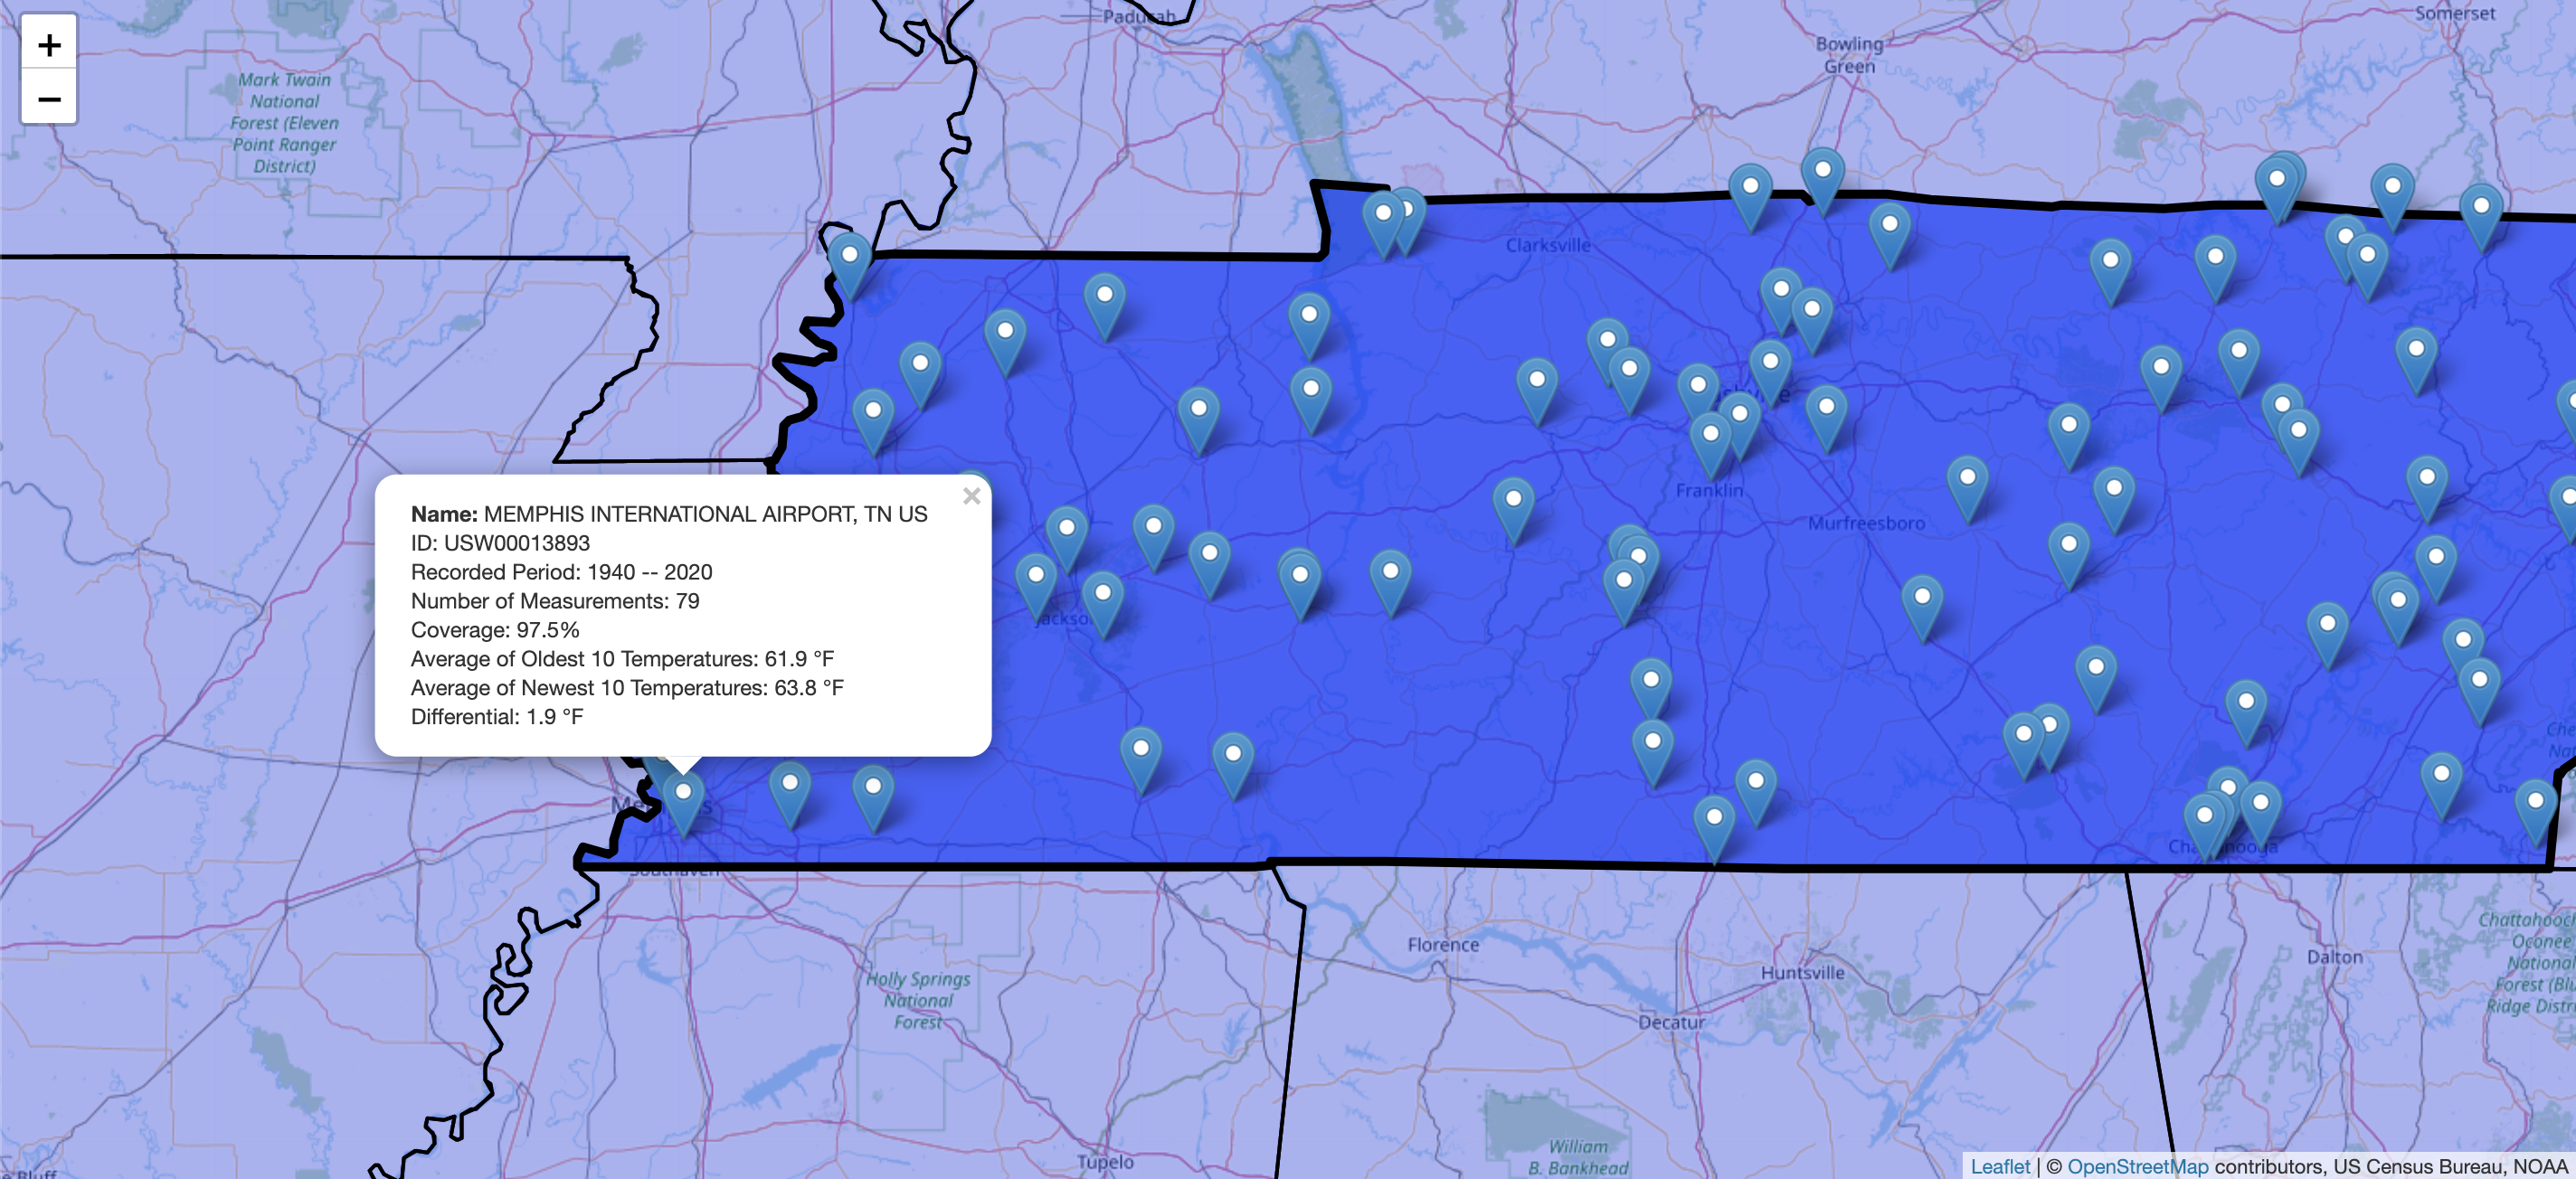 +
−
Mark Twain
National
Forest (Eleven
Point Ranger
District)
Paducah
Bowling
Green
Somerset
Clarksville
Franklin
Murfreesboro
×
Name: MEMPHIS INTERNATIONAL AIRPORT, TN US
ID: USW00013893
Recorded Period: 1940 -- 2020
Number of Measurements: 79
Coverage: 97.5%
Average of Oldest 10 Temperatures: 61.9 °F
Average of Newest 10 Temperatures: 63.8 °F
Differential: 1.9 °F
Southaven
Holly Springs
National
Forest
Florence
Huntsville
Decatur
Dalton
Chattahooch
Oconee
National
Forest (Blu
Ridge Distri
William
B. Bankhead
Tupelo
Leaflet | © OpenStreetMap contributors, US Census Bureau, NOAA